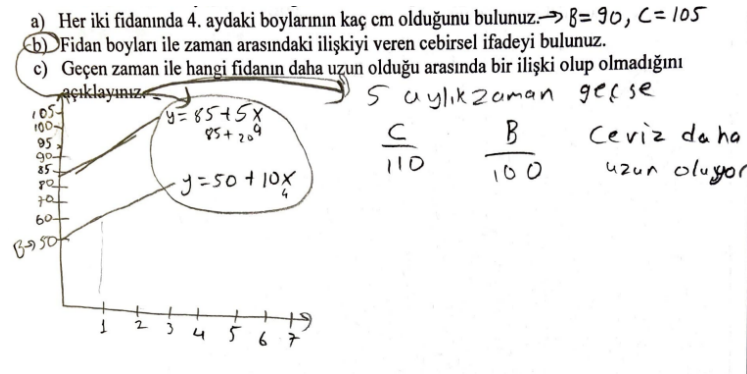 a) Her iki fidanında 4. aydaki boylarının kaç cm olduğunu bulunuz.→ B=90, C=105
b) Fidan boyları ile zaman arasındaki ilişkiyi veren cebirsel ifadeyi bulunuz.
c) Geçen zaman ile hangi fidanın daha uzun olduğu arasında bir ilişki olup olmadığını
açıklayınız.
5 aylık zaman geçse
C B Ceviz daha
110 100 uzun oluyor
y=85+5x
4
85+20
y=50+10x
4
105
100
95
90
85
80
70
60
B→50
1 2 3 4 5 6 7